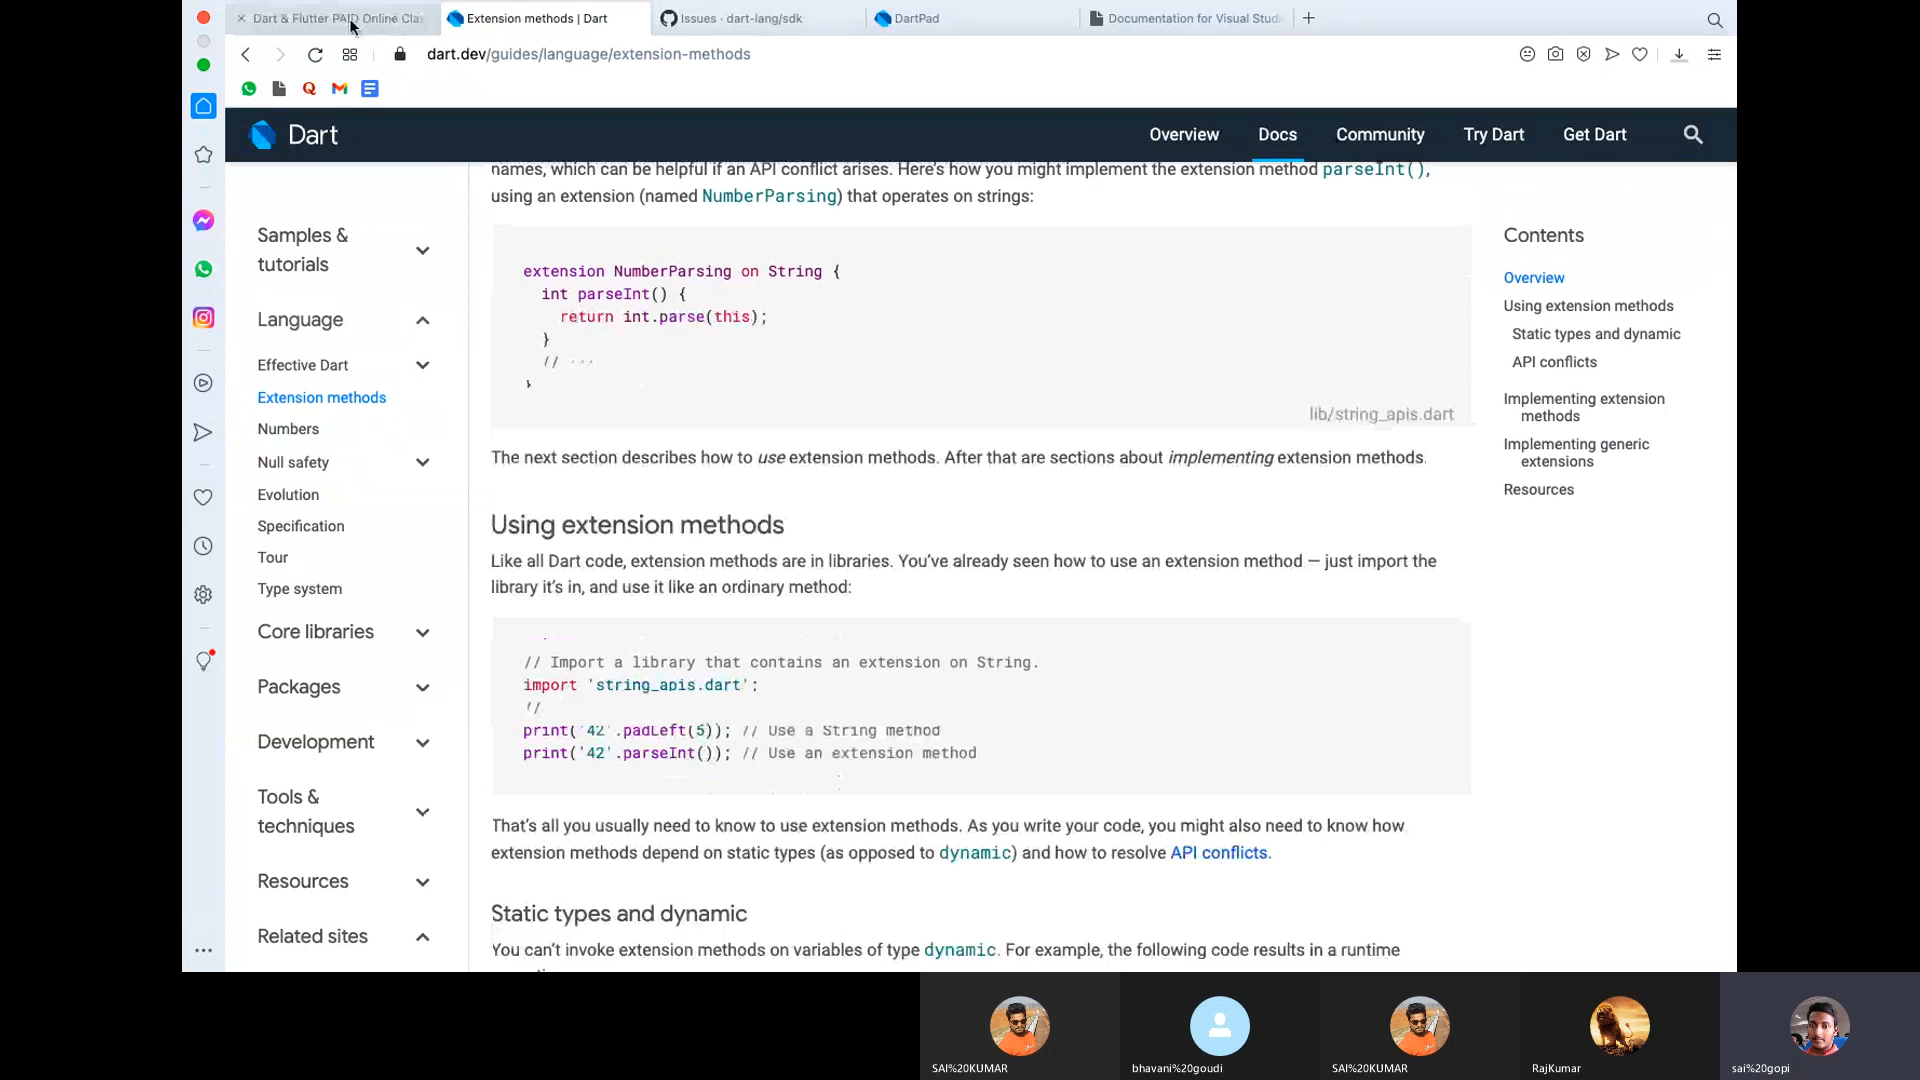 Dart & Flutter PAID Online Clas
Extension methods | Dart
Issues · dart-lang/sdk
DartPad
Documentation for Visual Studi
dart.dev/guides/language/extension-methods
Dart
Overview
Docs
Community
Try Dart
Get Dart
names, which can be helpful if an API conflict arises. Here's how you might implement the extension method parseInt(),
using an extension (named NumberParsing) that operates on strings:
Samples &
tutorials
Language
Effective Dart
Extension methods
Numbers
Null safety
Evolution
Specification
Tour
Type system
Core libraries
Packages
Development
Tools &
techniques
Resources
Related sites
extension NumberParsing on String {
int parseInt() {
return int.parse(this);
}
// ···
}
lib/string_apis.dart
The next section describes how to use extension methods. After that are sections about implementing extension methods.
Using extension methods
Like all Dart code, extension methods are in libraries. You've already seen how to use an extension method — just import the
library it's in, and use it like an ordinary method:
// Import a library that contains an extension on String.
import 'string_apis.dart';
//
print('42'.padLeft(5)); // Use a String method
print('42'.parseInt()); // Use an extension method
That's all you usually need to know to use extension methods. As you write your code, you might also need to know how
extension methods depend on static types (as opposed to dynamic) and how to resolve API conflicts.
Static types and dynamic
You can't invoke extension methods on variables of type dynamic. For example, the following code results in a runtime
Contents
Overview
Using extension methods
Static types and dynamic
API conflicts
Implementing extension
methods
Implementing generic
extensions
Resources
SAI%20KUMAR
bhavani%20goudi
SAI%20KUMAR
RajKumar
sai%20gopi